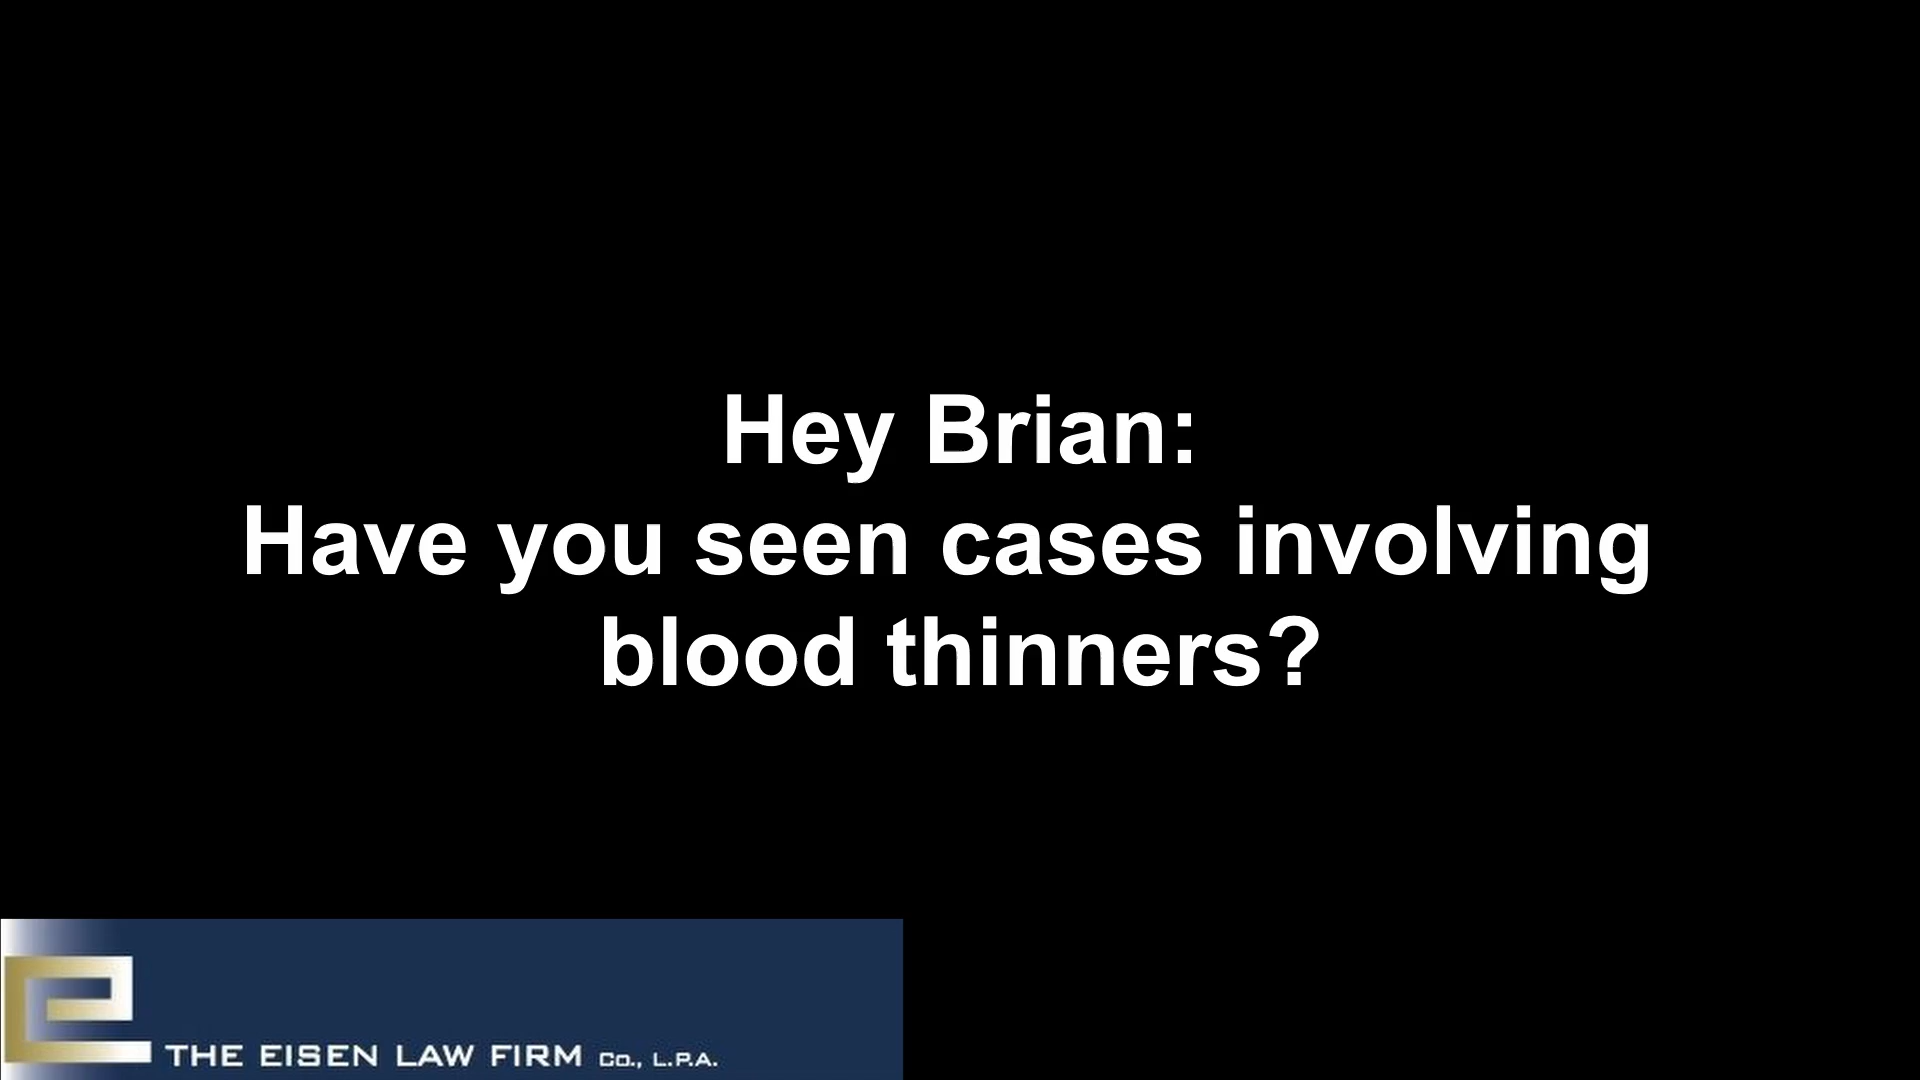 Hey Brian:
Have you seen cases involving
blood thinners?
THE EISEN LAW FIRM Co., L.P.A.